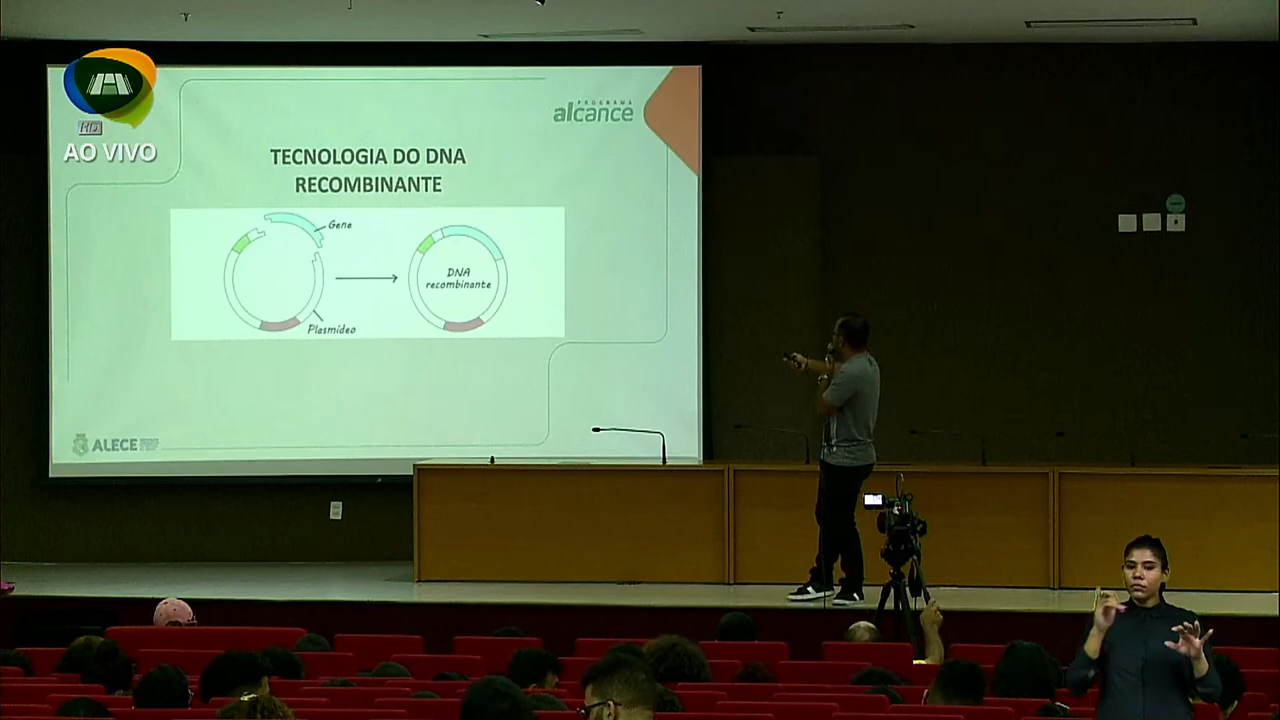 HD
AO VIVO
PROGRAMA
alcance
TECNOLOGIA DO DNA
RECOMBINANTE
Gene
DNA
recombinante
Plasmídeo
ALECE